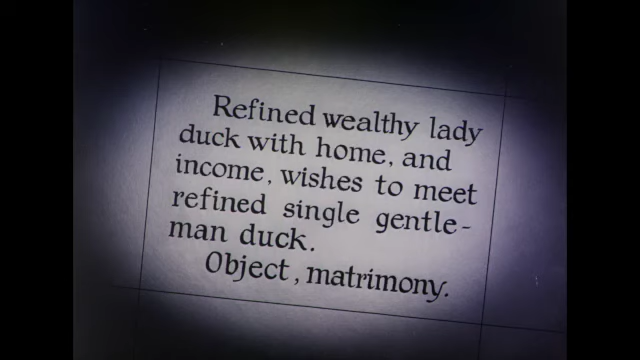 Refined wealthy lady
duck with home, and
income, wishes to meet
refined single gentle-
man duck.
Object, matrimony.